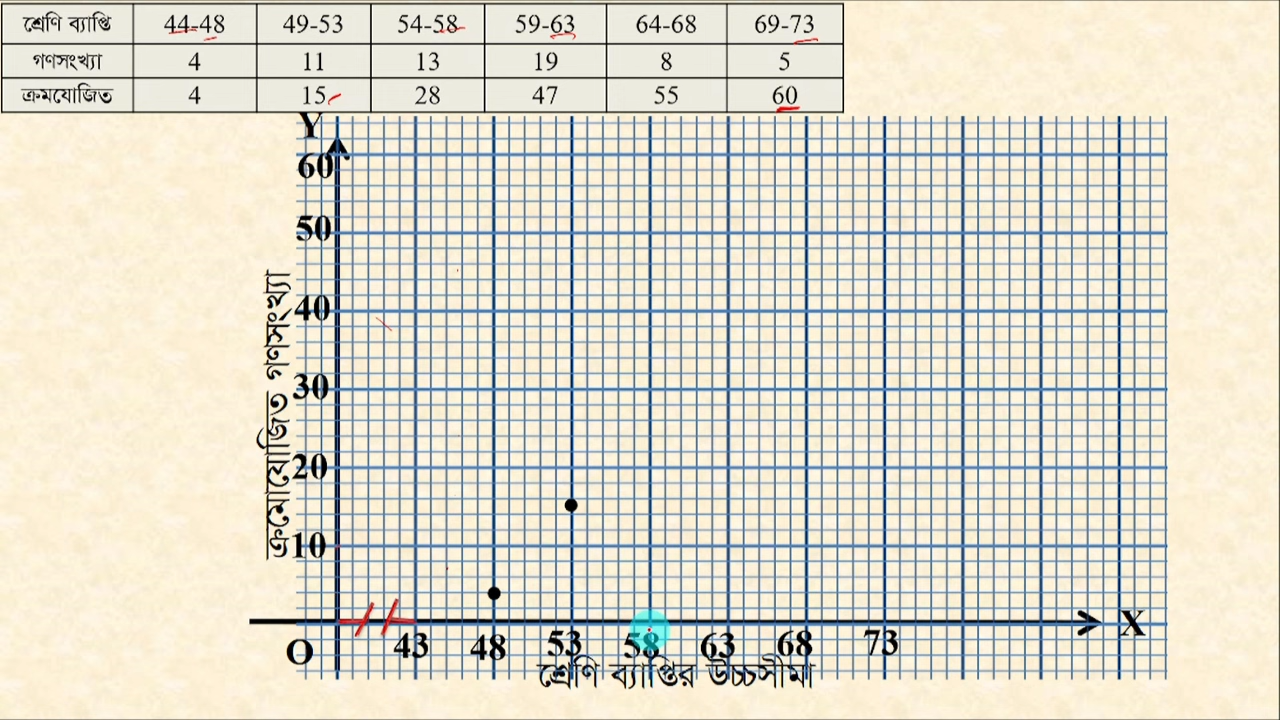 শ্রেণি ব্যাপ্তি 44-48 49-53 54-58 59-63 64-68 69-73
গণসংখ্যা 4 11 13 19 8 5
ক্রমযোজিত 4 15 28 47 55 60
Y
60
50
40
30
20
10
ক্রমোযোজিত গণসংখ্যা
O 43 48 53 58 63 68 73 X
শ্রেণি ব্যাপ্তির উচ্চসীমা